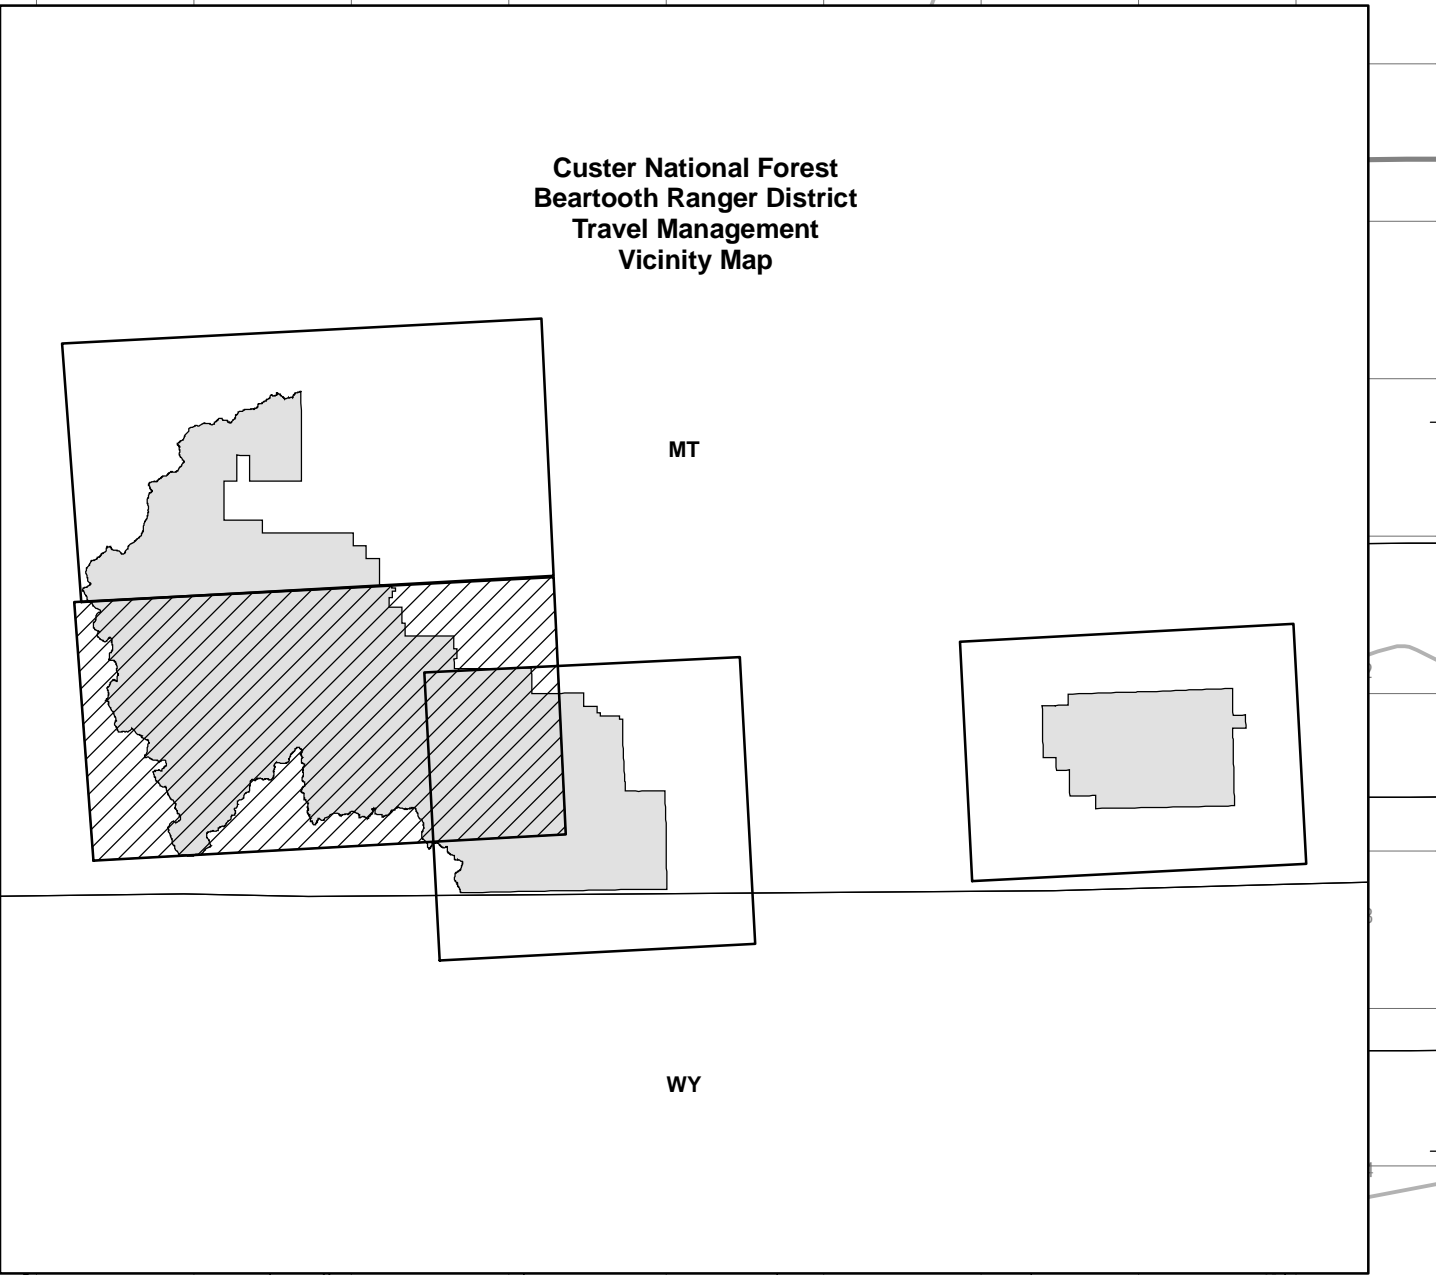 Custer National Forest
Beartooth Ranger District
Travel Management
Vicinity Map
MT
WY